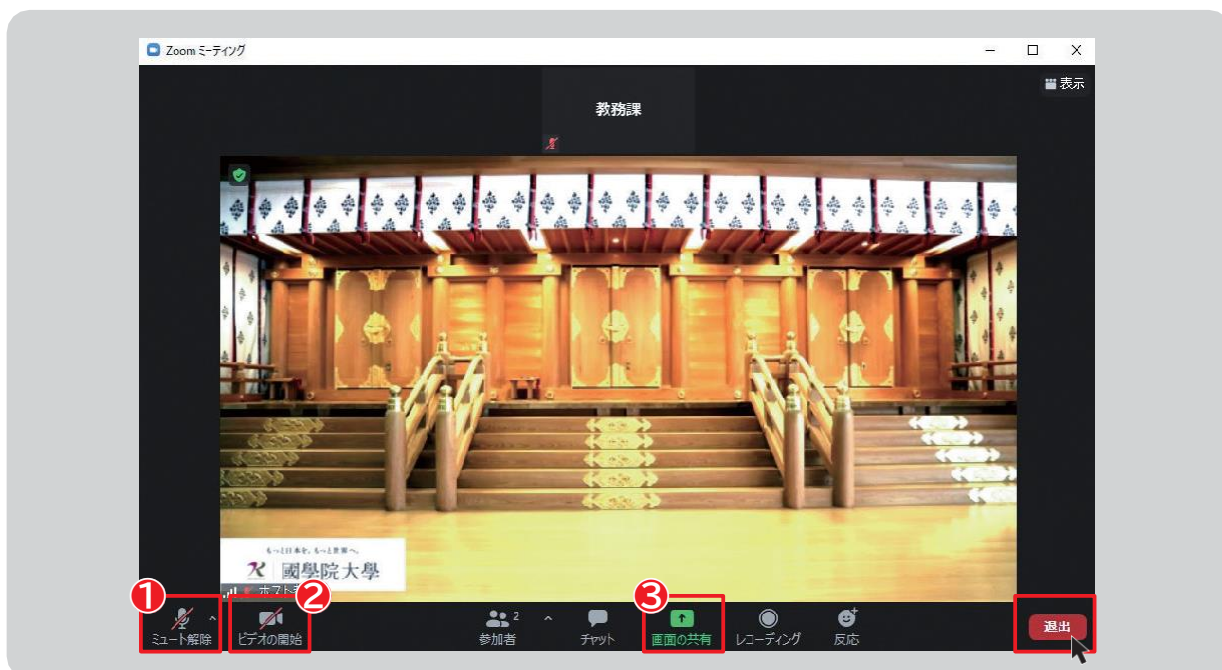 Zoom ミーティング
表示
教務課
もっと日本を。もっと世界へ。
國學院大學
1
2
3
ミュート解除
ビデオの開始
参加者
2
チャット
画面の共有
レコーディング
反応
退出